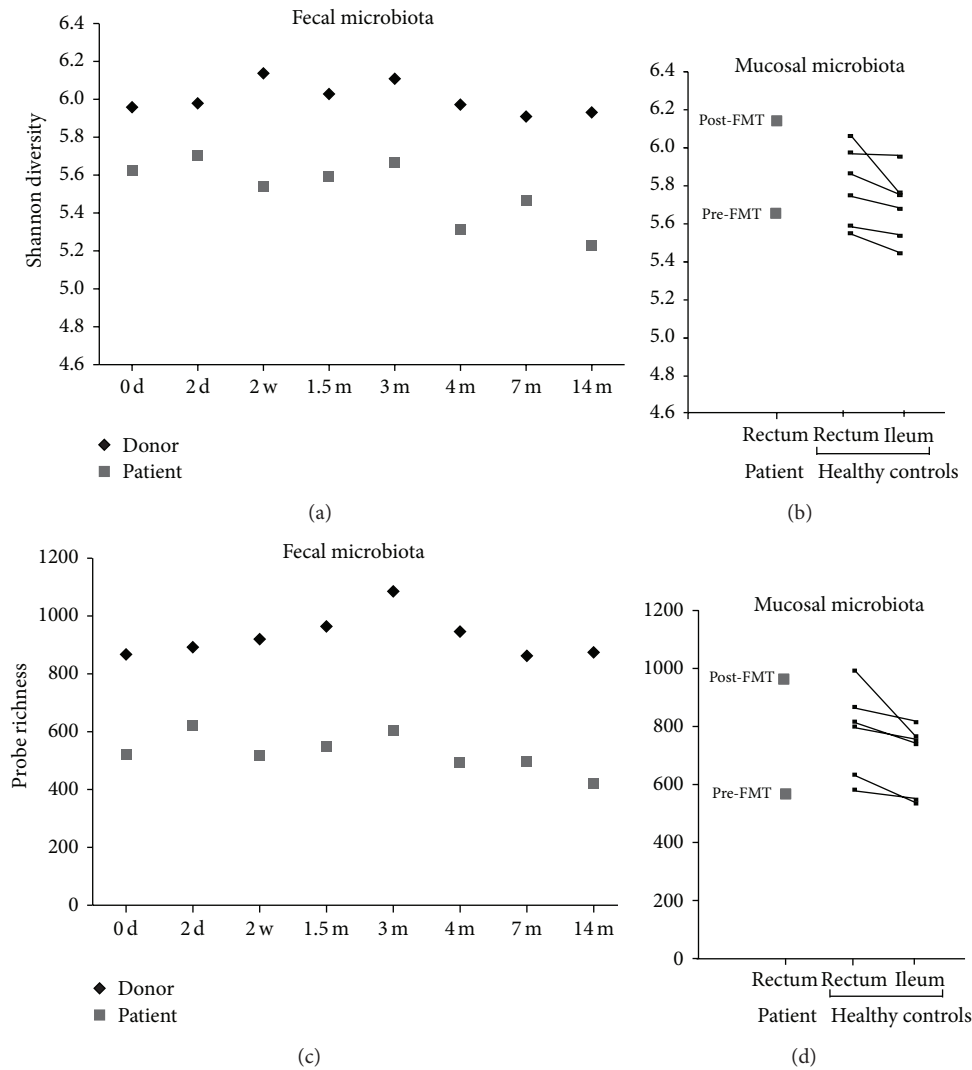 Fecal microbiota
Shannon diversity
6.4
6.2
6.0
5.8
5.6
5.4
5.2
5.0
4.8
4.6
0 d 2 d 2 w 1.5 m 3 m 4 m 7 m 14 m
Donor
Patient
(a)
Mucosal microbiota
6.4
6.2
6.0
5.8
5.6
5.4
5.2
5.0
4.8
4.6
Post-FMT
Pre-FMT
Rectum Rectum Ileum
Patient Healthy controls
(b)
Fecal microbiota
Probe richness
1200
1000
800
600
400
200
0
0 d 2 d 2 w 1.5 m 3 m 4 m 7 m 14 m
Donor
Patient
(c)
Mucosal microbiota
1200
1000
800
600
400
200
0
Post-FMT
Pre-FMT
Rectum Rectum Ileum
Patient Healthy controls
(d)